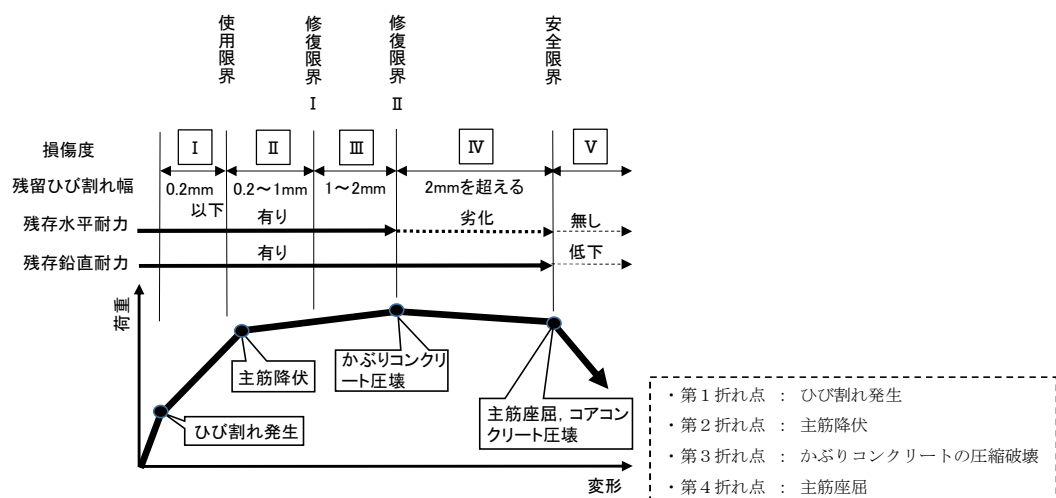 使用限界
修復限界Ⅰ
修復限界Ⅱ
安全限界
損傷度
Ⅰ
Ⅱ
Ⅲ
Ⅳ
Ⅴ
残留ひび割れ幅
0.2mm
以下
0.2～1mm
1～2mm
2mmを超える
残存水平耐力
有り
劣化
無し
残存鉛直耐力
有り
低下
荷重
かぶりコンクリ
ート圧壊
主筋降伏
主筋座屈，コアコン
クリート圧壊
ひび割れ発生
変形
・第１折れ点 ： ひび割れ発生
・第２折れ点 ： 主筋降伏
・第３折れ点 ： かぶりコンクリートの圧縮破壊
・第４折れ点 ： 主筋座屈